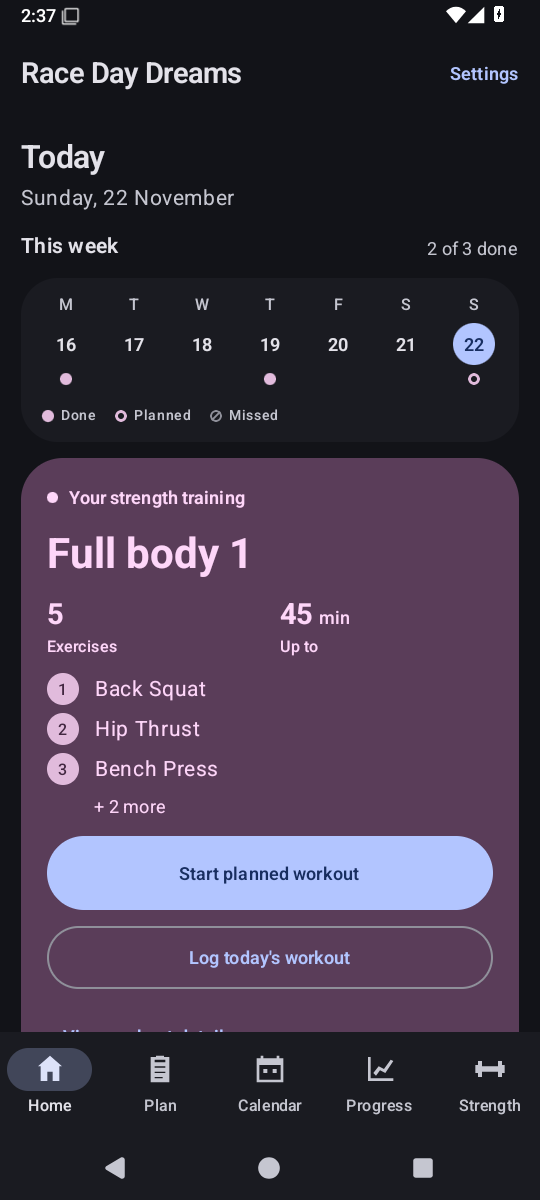 2:37
Race Day Dreams
Settings
Today
Sunday, 22 November
This week
2 of 3 done
M T W T F S S
16 17 18 19 20 21 22
Done Planned Missed
Your strength training
Full body 1
5
45 min
Exercises
Up to
1 Back Squat
2 Hip Thrust
3 Bench Press
+ 2 more
Start planned workout
Log today's workout
Home Plan Calendar Progress Strength